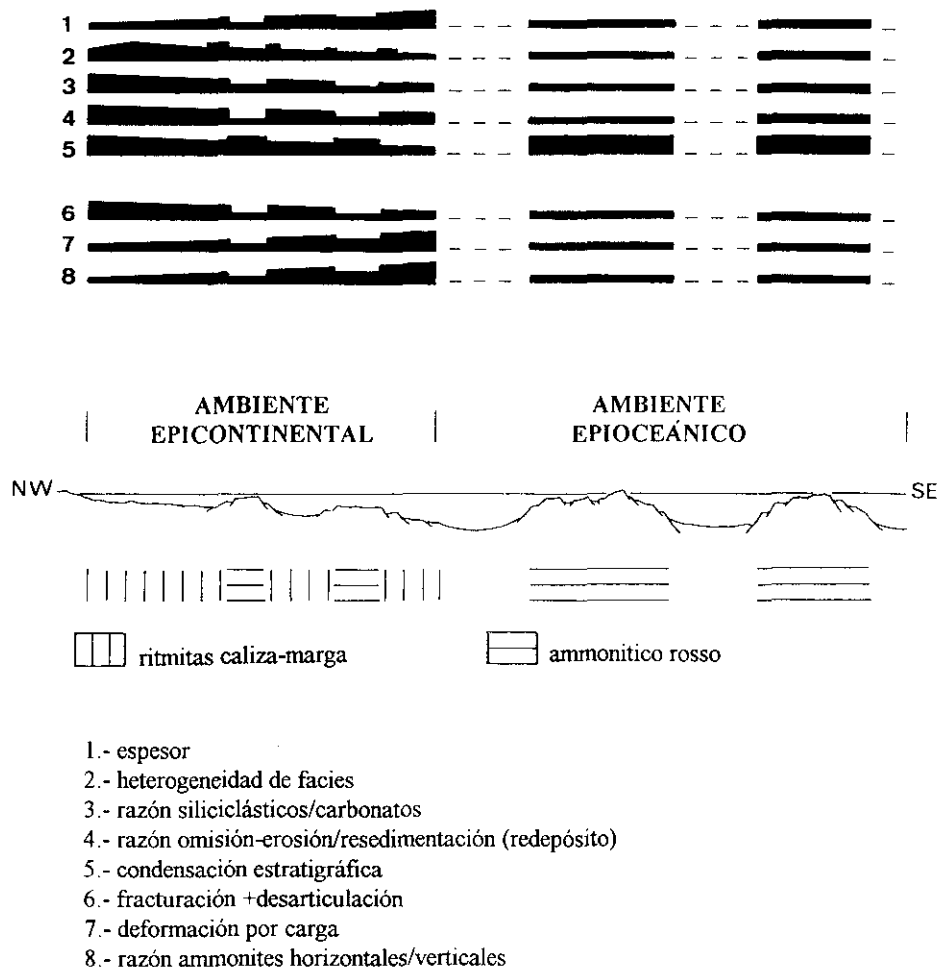 1
2
3
4
5
6
7
8
AMBIENTE EPICONTINENTAL
AMBIENTE EPIOCEÁNICO
NW
SE
ritmitas caliza-marga
ammonitico rosso
1.- espesor
2.- heterogeneidad de facies
3.- razón siliciclásticos/carbonatos
4.- razón omisión-erosión/resedimentación (redepósito)
5.- condensación estratigráfica
6.- fracturación +desarticulación
7.- deformación por carga
8.- razón ammonites horizontales/verticales